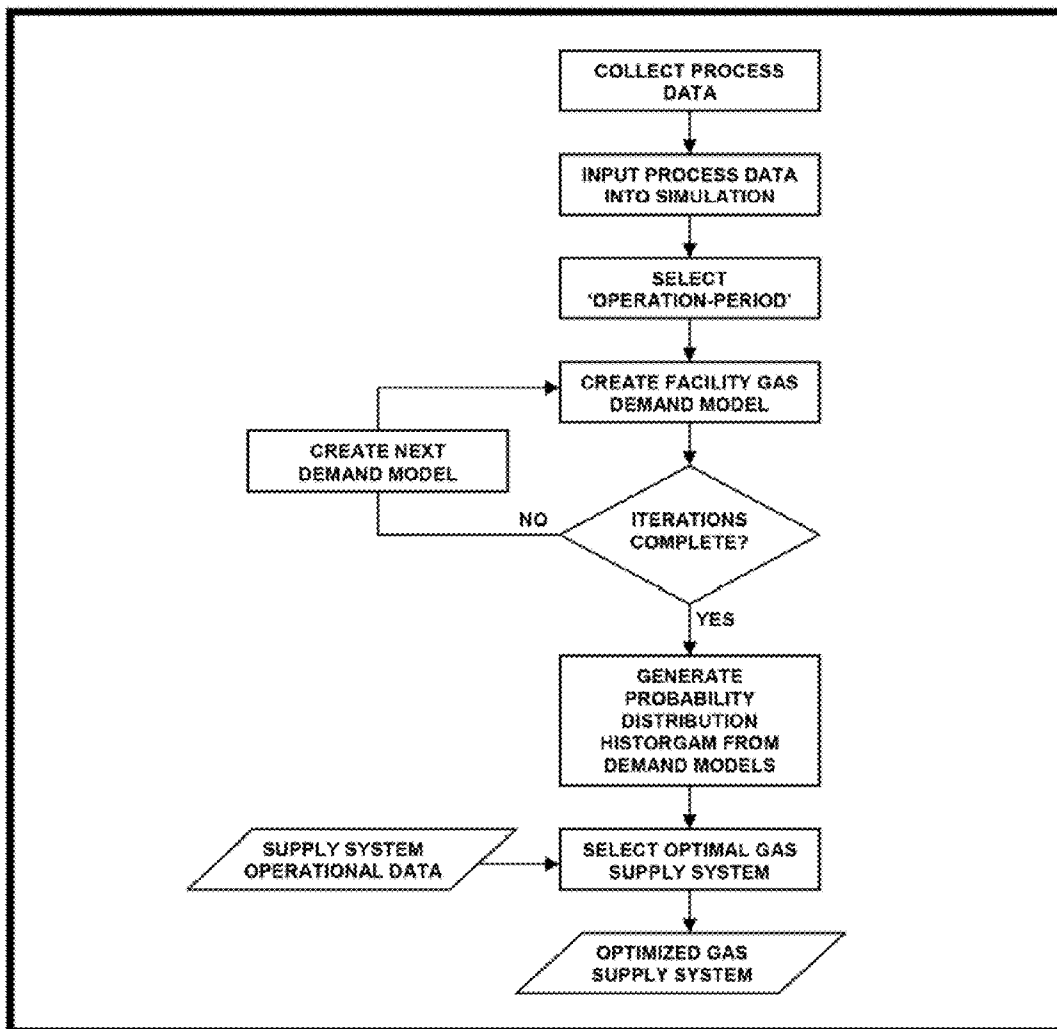 COLLECT PROCESS
DATA
INPUT PROCESS DATA
INTO SIMULATION
SELECT
'OPERATION-PERIOD'
CREATE FACILITY GAS
DEMAND MODEL
CREATE NEXT
DEMAND MODEL
NO
ITERATIONS
COMPLETE?
YES
GENERATE
PROBABILITY
DISTRIBUTION
HISTORGAM FROM
DEMAND MODELS
SUPPLY SYSTEM
OPERATIONAL DATA
SELECT OPTIMAL GAS
SUPPLY SYSTEM
OPTIMIZED GAS
SUPPLY SYSTEM